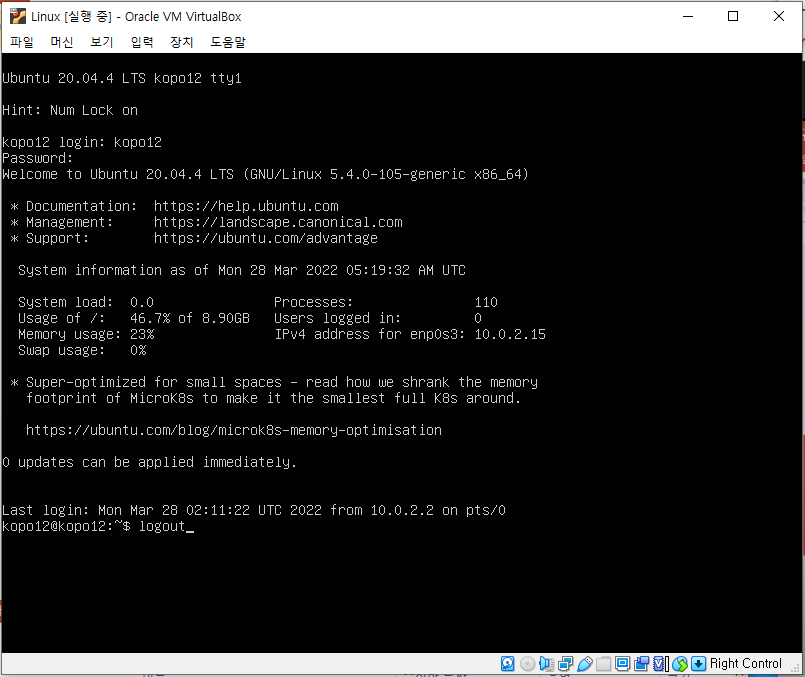 Linux [실행 중] - Oracle VM VirtualBox
파일 머신 보기 입력 장치 도움말
Ubuntu 20.04.4 LTS kopo12 tty1
Hint: Num Lock on
kopo12 login: kopo12
Password:
Welcome to Ubuntu 20.04.4 LTS (GNU/Linux 5.4.0-105-generic x86_64)
* Documentation: https://help.ubuntu.com
* Management: https://landscape.canonical.com
* Support: https://ubuntu.com/advantage
System information as of Mon 28 Mar 2022 05:19:32 AM UTC
System load: 0.0 Processes: 110
Usage of /: 46.7% of 8.90GB Users logged in: 0
Memory usage: 23% IPv4 address for enp0s3: 10.0.2.15
Swap usage: 0%
* Super-optimized for small spaces - read how we shrank the memory
footprint of MicroK8s to make it the smallest full K8s around.
https://ubuntu.com/blog/microk8s-memory-optimisation
0 updates can be applied immediately.
Last login: Mon Mar 28 02:11:22 UTC 2022 from 10.0.2.2 on pts/0
kopo12@kopo12:~$ logout_
Right Control